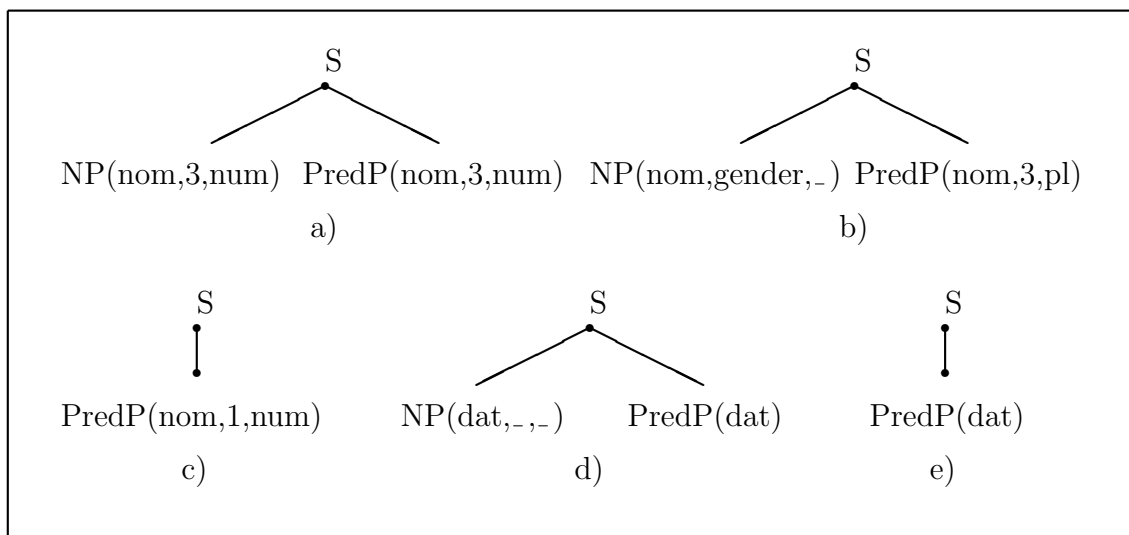 S S
NP(nom,3,num) PredP(nom,3,num) NP(nom,gender,_) PredP(nom,3,pl)
a) b)
S S S
PredP(nom,1,num) NP(dat,_,_) PredP(dat) PredP(dat)
c) d) e)